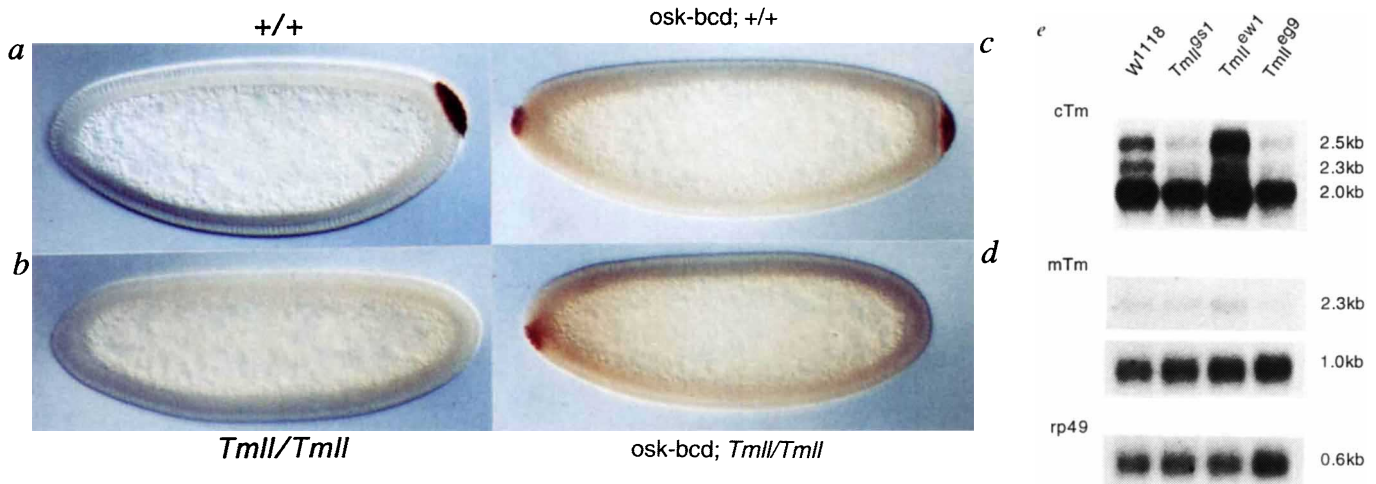 a
+/+
osk-bcd; +/+
c
b
TmII/TmII
osk-bcd; TmII/TmII
d
e
W1118
TmII gs1
TmII ew1
TmII eg9
cTm
2.5kb
2.3kb
2.0kb
mTm
2.3kb
1.0kb
rp49
0.6kb